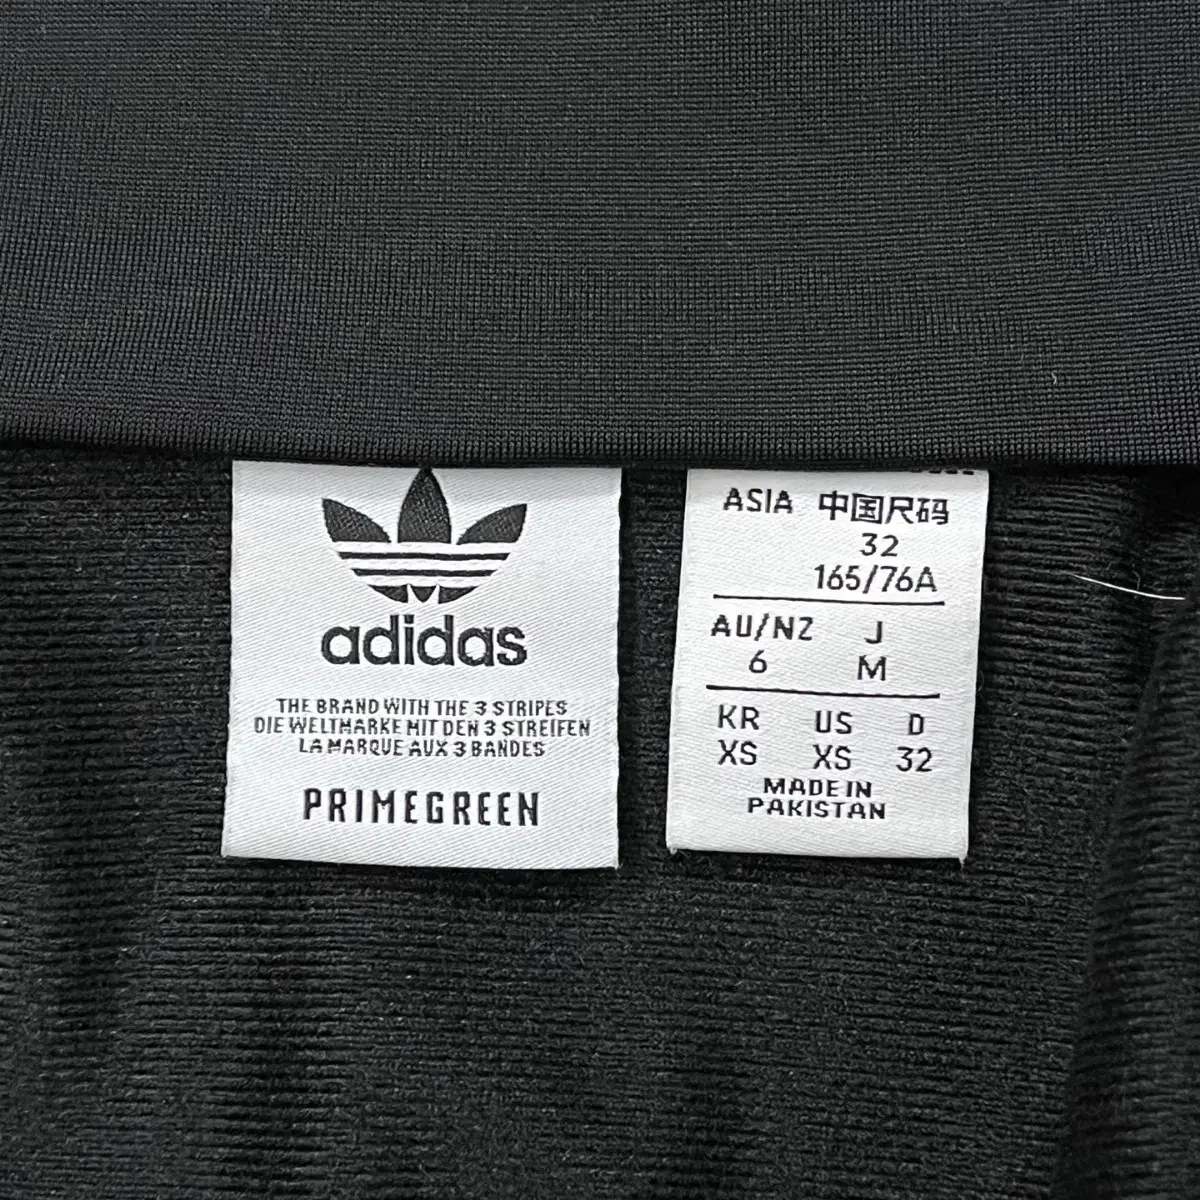 adidas
THE BRAND WITH THE 3 STRIPES
DIE WELTMARKE MIT DEN 3 STREIFEN
LA MARQUE AUX 3 BANDES
PRIMEGREEN
ASIA 中国尺码
32
165/76A
AU/NZ J
6 M
KR US D
XS XS 32
MADE IN
PAKISTAN